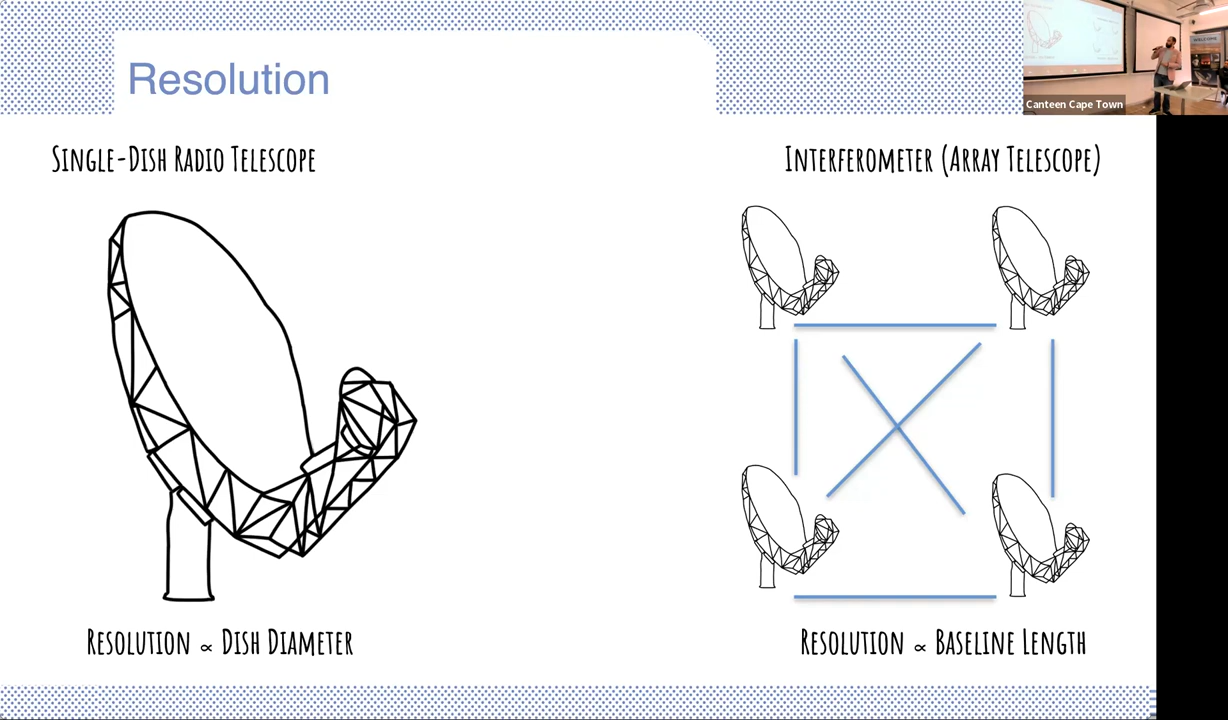 Resolution
Canteen Cape Town
Single-Dish Radio Telescope
Interferometer (Array Telescope)
Resolution ∝ Dish Diameter
Resolution ∝ Baseline Length